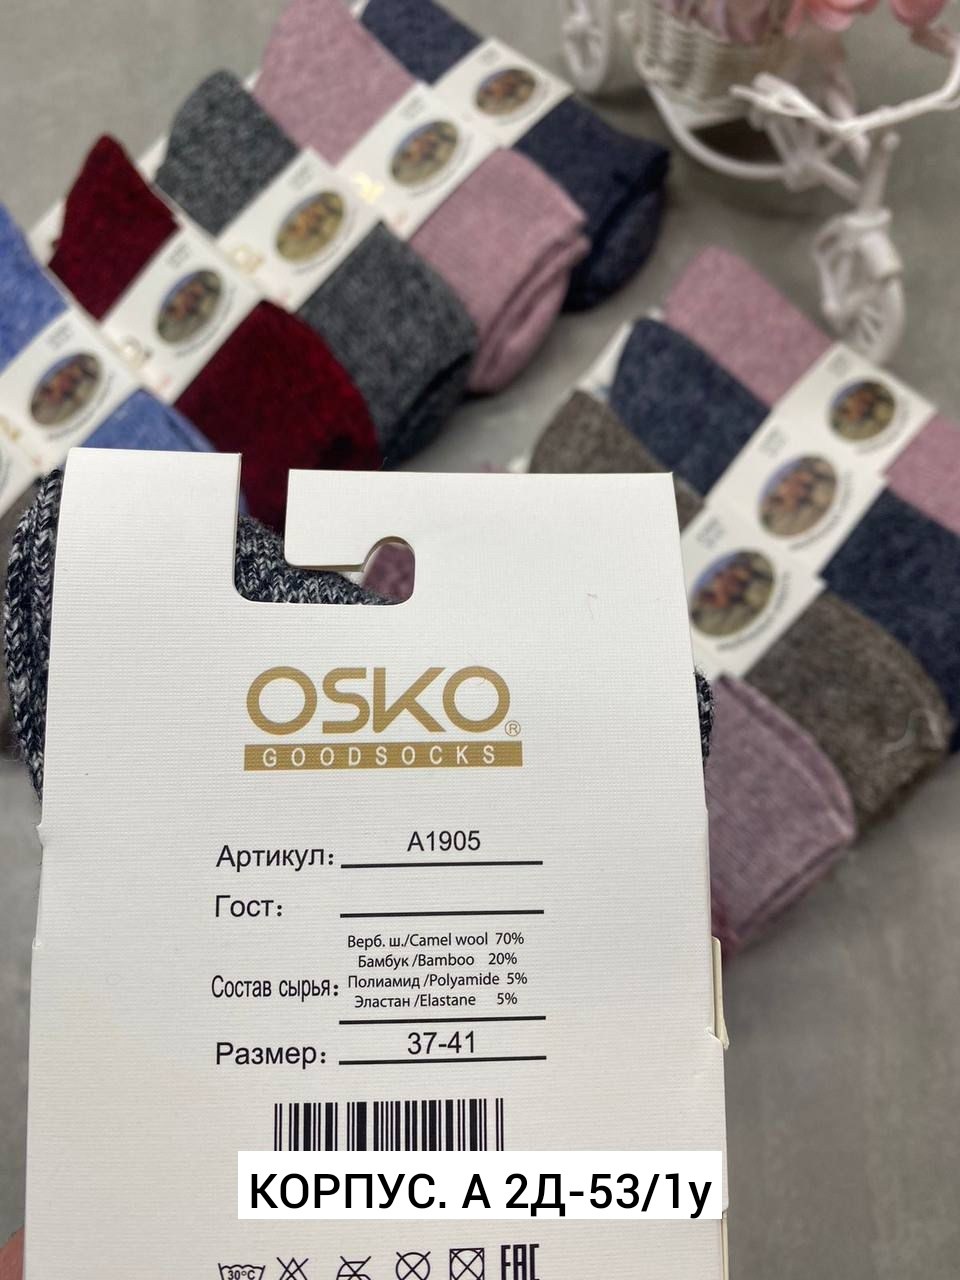 OSKO®
GOODSOCKS
Артикул: A1905
Гост:
Верб. ш./Camel wool 70%
Бамбук /Bamboo 20%
Состав сырья: Полиамид /Polyamide 5%
Эластан /Elastane 5%
Размер: 37-41
КОРПУС. А 2Д-53/1у
30°C
EAC